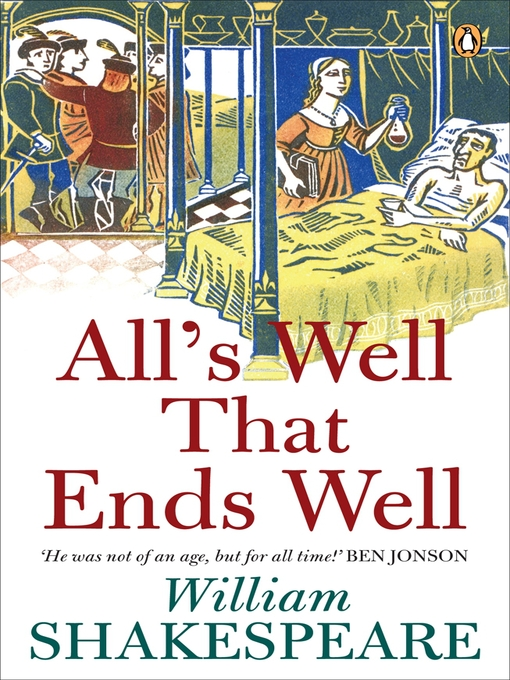 All's Well
That
Ends Well
‘He was not of an age, but for all time!’ BEN JONSON
William
SHAKESPEARE